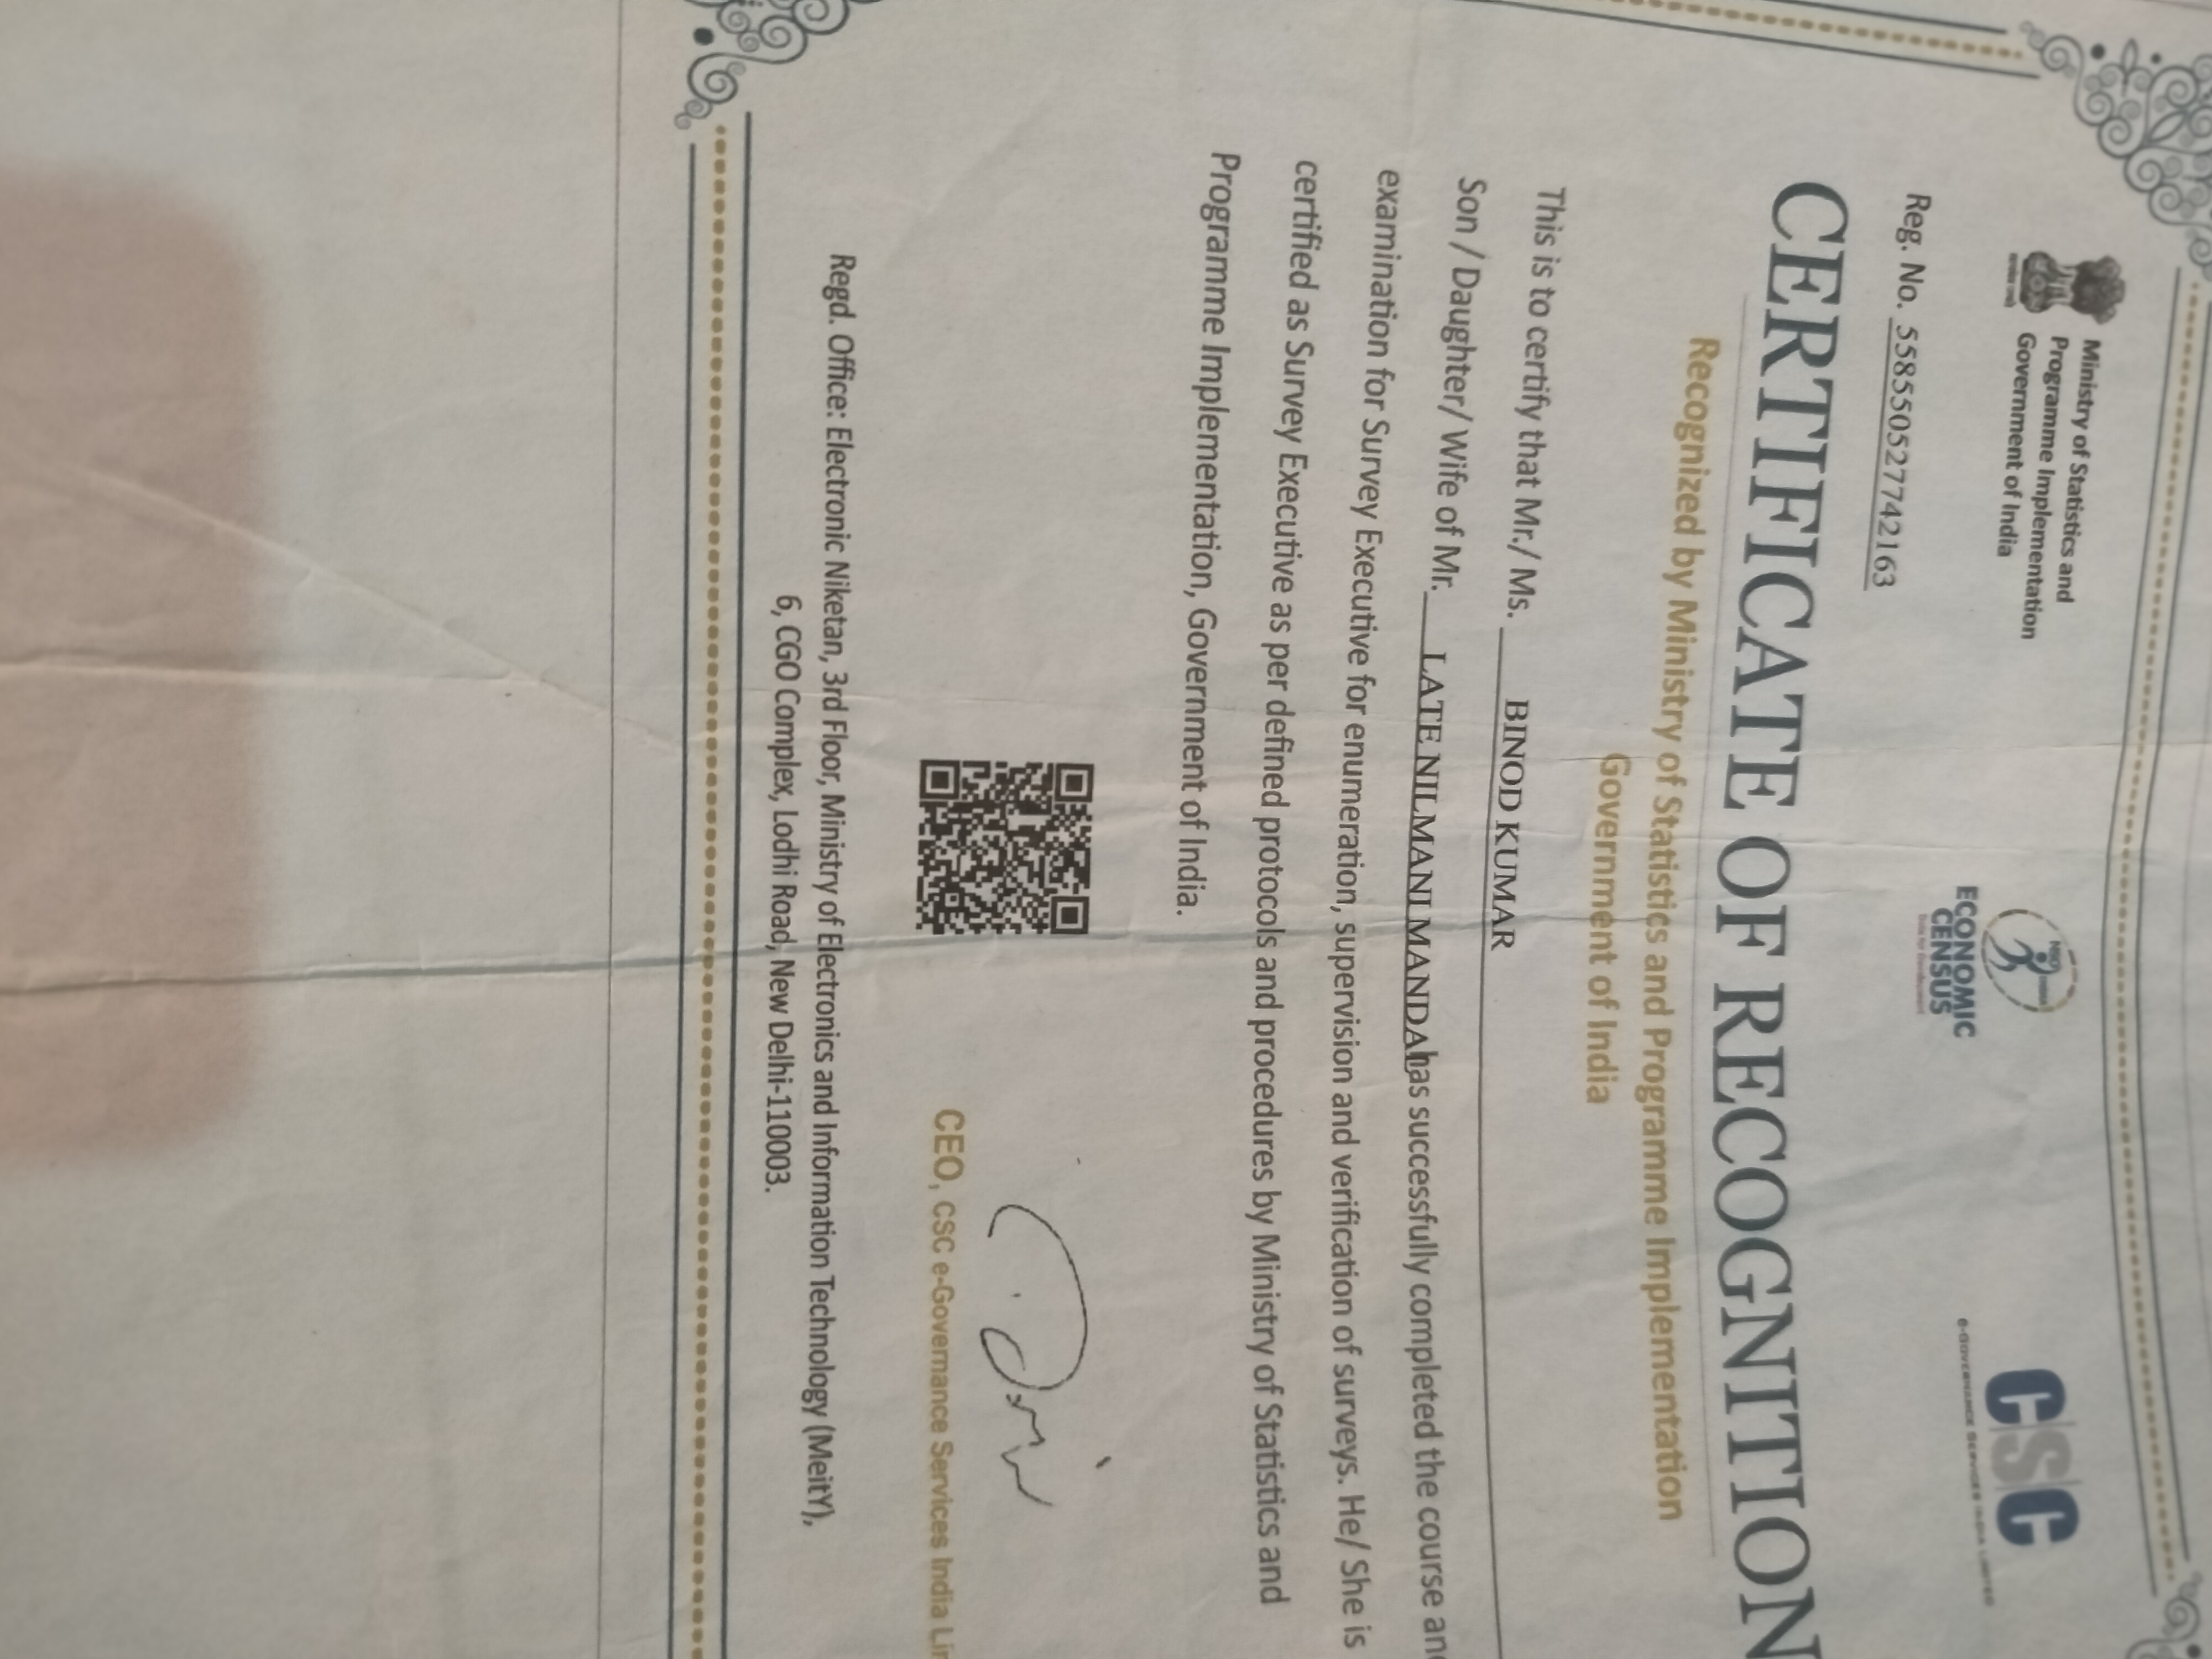 Ministry of Statistics and
Programme Implementation
Government of India
ECONOMIC
CENSUS
CSC
Reg. No. 558550527742163
CERTIFICATE OF RECOGNITION
Recognized by Ministry of Statistics and Programme Implementation
Government of India
This is to certify that Mr./ Ms. BINOD KUMAR
Son / Daughter/ Wife of Mr. LATE NILMANI MANDA has successfully completed the course an
examination for Survey Executive for enumeration, supervision and verification of surveys. He/ She is
certified as Survey Executive as per defined protocols and procedures by Ministry of Statistics and
Programme Implementation, Government of India.
CEO, CSC e-Governance Services India Li
Regd. Office: Electronic Niketan, 3rd Floor, Ministry of Electronics and Information Technology (MeitY),
6, CGO Complex, Lodhi Road, New Delhi-110003.